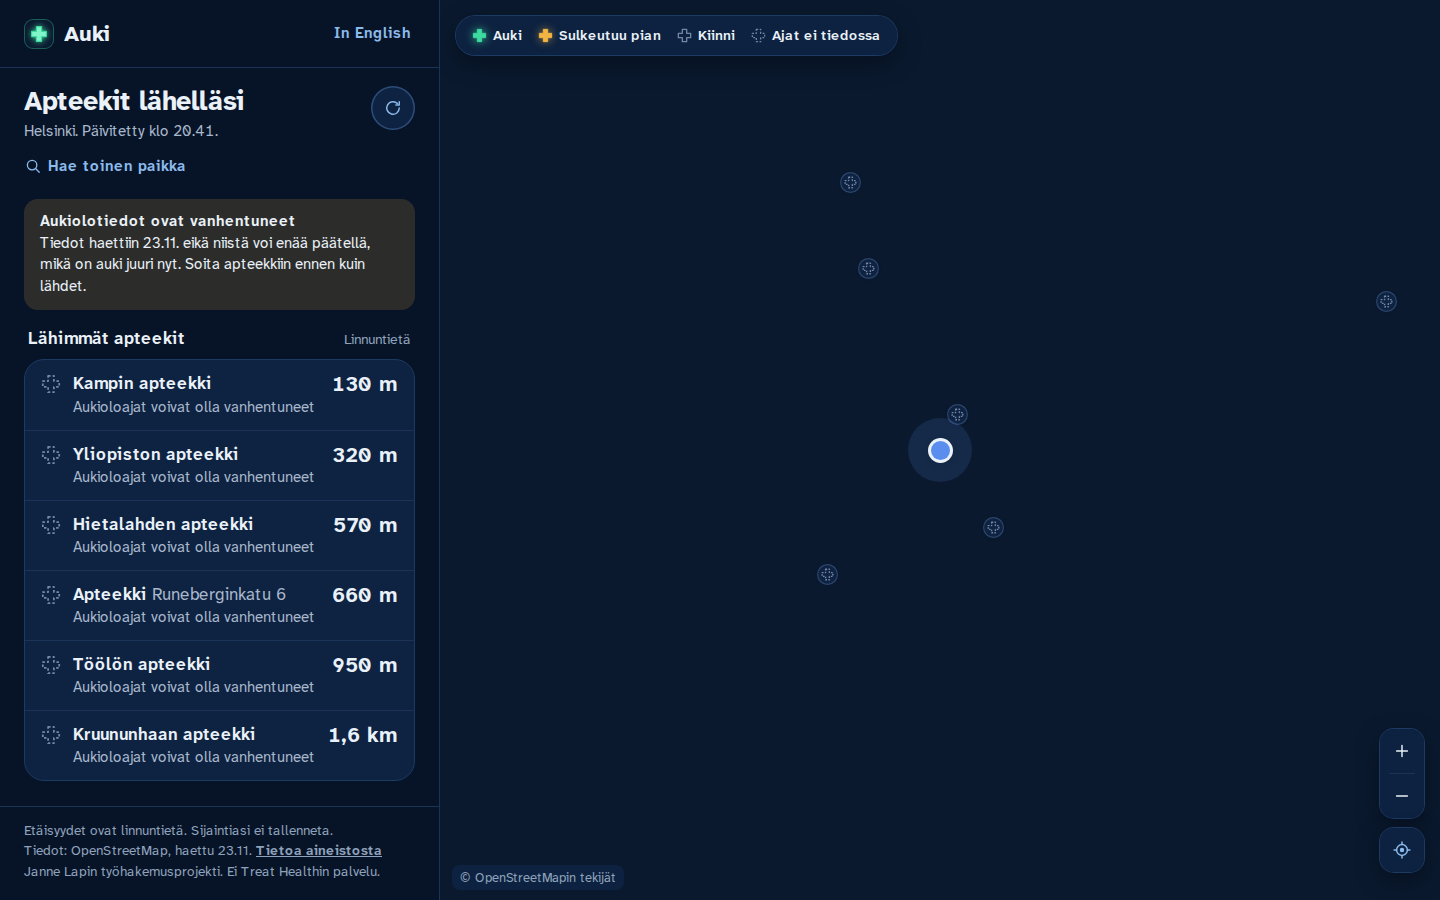 Auki
In English
Apteekit lähelläsi
Helsinki. Päivitetty klo 20.41.
Hae toinen paikka
Aukiolotiedot ovat vanhentuneet
Tiedot haettiin 23.11. eikä niistä voi enää päätellä,
mikä on auki juuri nyt. Soita apteekkiin ennen kuin
lähdet.
Lähimmät apteekit
Linnuntietä
Kampin apteekki 130 m
Aukioloajat voivat olla vanhentuneet
Yliopiston apteekki 320 m
Aukioloajat voivat olla vanhentuneet
Hietalahden apteekki 570 m
Aukioloajat voivat olla vanhentuneet
Apteekki Runeberginkatu 6 660 m
Aukioloajat voivat olla vanhentuneet
Töölön apteekki 950 m
Aukioloajat voivat olla vanhentuneet
Kruununhaan apteekki 1,6 km
Aukioloajat voivat olla vanhentuneet
Etäisyydet ovat linnuntietä. Sijaintiasi ei tallenneta.
Tiedot: OpenStreetMap, haettu 23.11. Tietoa aineistosta
Janne Lapin työhakemusprojekti. Ei Treat Healthin palvelu.
Auki Sulkeutuu pian Kiinni Ajat ei tiedossa
+
−
© OpenStreetMapin tekijät